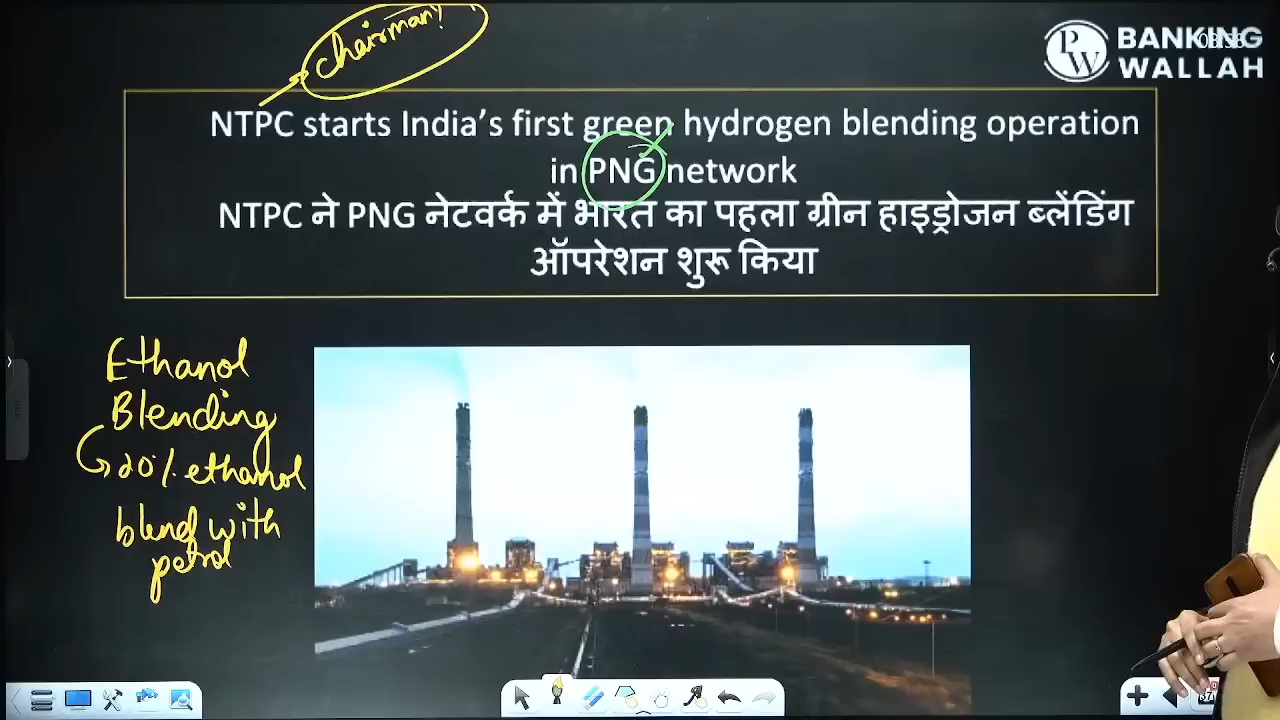 chairman?
BANKING
WALLAH
PW
NTPC starts India's first green hydrogen blending operation
in PNG network
NTPC ने PNG नेटवर्क में भारत का पहला ग्रीन हाइड्रोजन ब्लेंडिंग
ऑपरेशन शुरू किया
Ethanol
Blending
20% ethanol
blend with
petrol